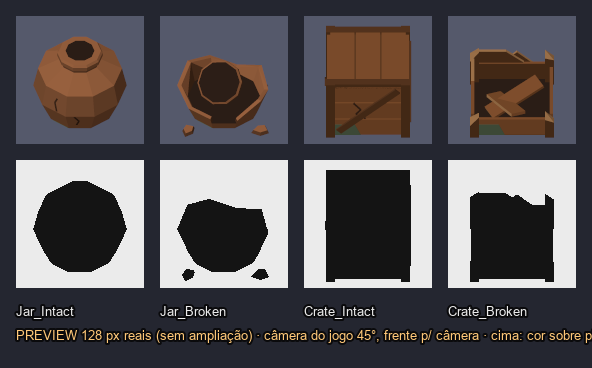 Jar_Intact Jar_Broken Crate_Intact Crate_Broken
PREVIEW 128 px reais (sem ampliação) · câmera do jogo 45°, frente p/ câmera · cima: cor sobre p